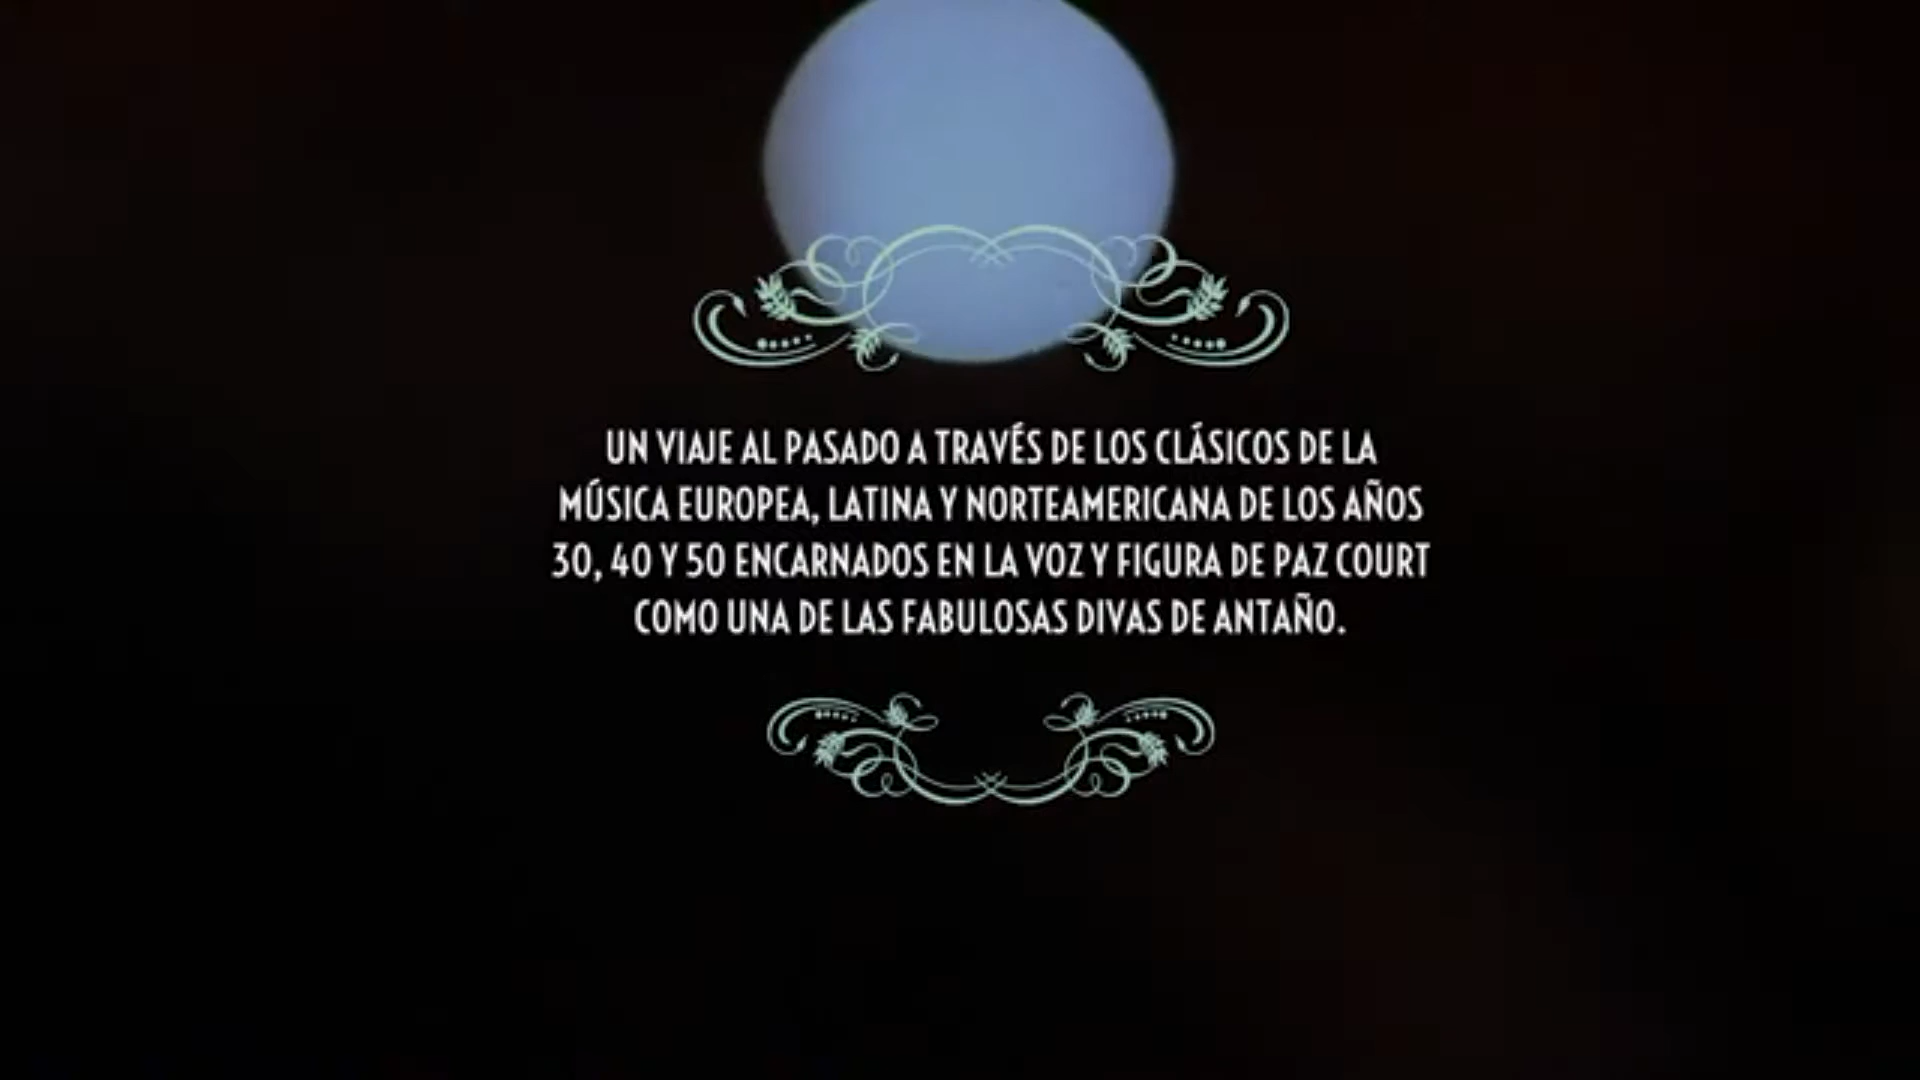 UN VIAJE AL PASADO A TRAVÉS DE LOS CLÁSICOS DE LA
MÚSICA EUROPEA, LATINA Y NORTEAMERICANA DE LOS AÑOS
30, 40 Y 50 ENCARNADOS EN LA VOZ Y FIGURA DE PAZ COURT
COMO UNA DE LAS FABULOSAS DIVAS DE ANTAÑO.